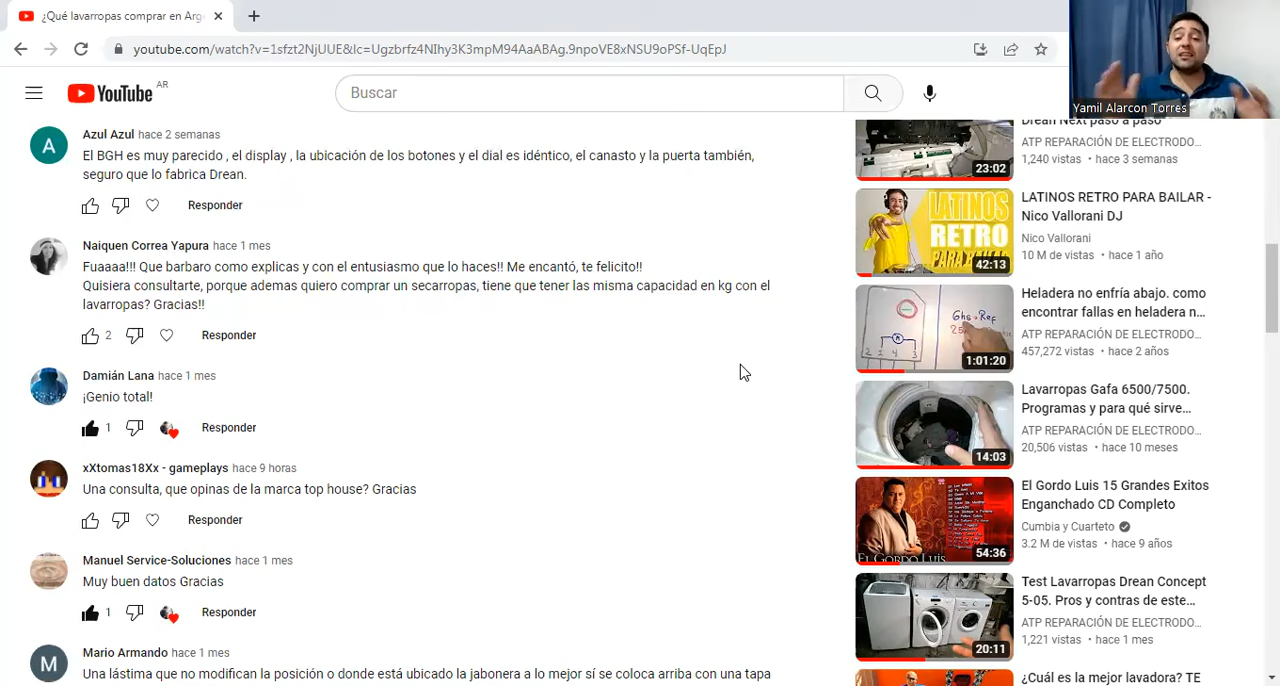 ¿Qué lavarropas comprar en Arg
youtube.com/watch?v=1sfzt2NjUUE&lc=Ugzbrfz4NIhy3K3mpM94AaABAg.9npoVE8xNSU9oPSf-UqEpJ
YouTube AR
Buscar
Yamil Alarcon Torres
Azul Azul hace 2 semanas
El BGH es muy parecido , el display , la ubicación de los botones y el dial es idéntico, el canasto y la puerta también,
seguro que lo fabrica Drean.
Responder
Naiquen Correa Yapura hace 1 mes
Fuaaaa!!! Que barbaro como explicas y con el entusiasmo que lo haces!! Me encantó, te felicito!!
Quisiera consultarte, porque ademas quiero comprar un secarropas, tiene que tener las misma capacidad en kg con el
lavarropas? Gracias!!
2 Responder
Damián Lana hace 1 mes
¡Genio total!
1 Responder
xXtomas18Xx - gameplays hace 9 horas
Una consulta, que opinas de la marca top house? Gracias
Responder
Manuel Service-Soluciones hace 1 mes
Muy buen datos Gracias
1 Responder
Mario Armando hace 1 mes
Una lástima que no modifican la posición o donde está ubicado la jabonera a lo mejor sí se coloca arriba con una tapa
Drean Next paso a paso
ATP REPARACIÓN DE ELECTRODO...
1,240 vistas • hace 3 semanas
23:02
LATINOS RETRO PARA BAILAR -
Nico Vallorani DJ
Nico Vallorani
10 M de vistas • hace 1 año
LATINOS
RETRO
PARA BAILAR
42:13
Heladera no enfría abajo. como
encontrar fallas en heladera n...
ATP REPARACIÓN DE ELECTRODO...
457,272 vistas • hace 2 años
1:01:20
Lavarropas Gafa 6500/7500.
Programas y para qué sirve...
ATP REPARACIÓN DE ELECTRODO...
20,506 vistas • hace 10 meses
14:03
El Gordo Luis 15 Grandes Exitos
Enganchado CD Completo
Cumbia y Cuarteto
3.2 M de vistas • hace 9 años
EL GORDO LUIS
54:36
Test Lavarropas Drean Concept
5-05. Pros y contras de este...
ATP REPARACIÓN DE ELECTRODO...
1,221 vistas • hace 1 mes
20:11
¿Cuál es la mejor lavadora? TE